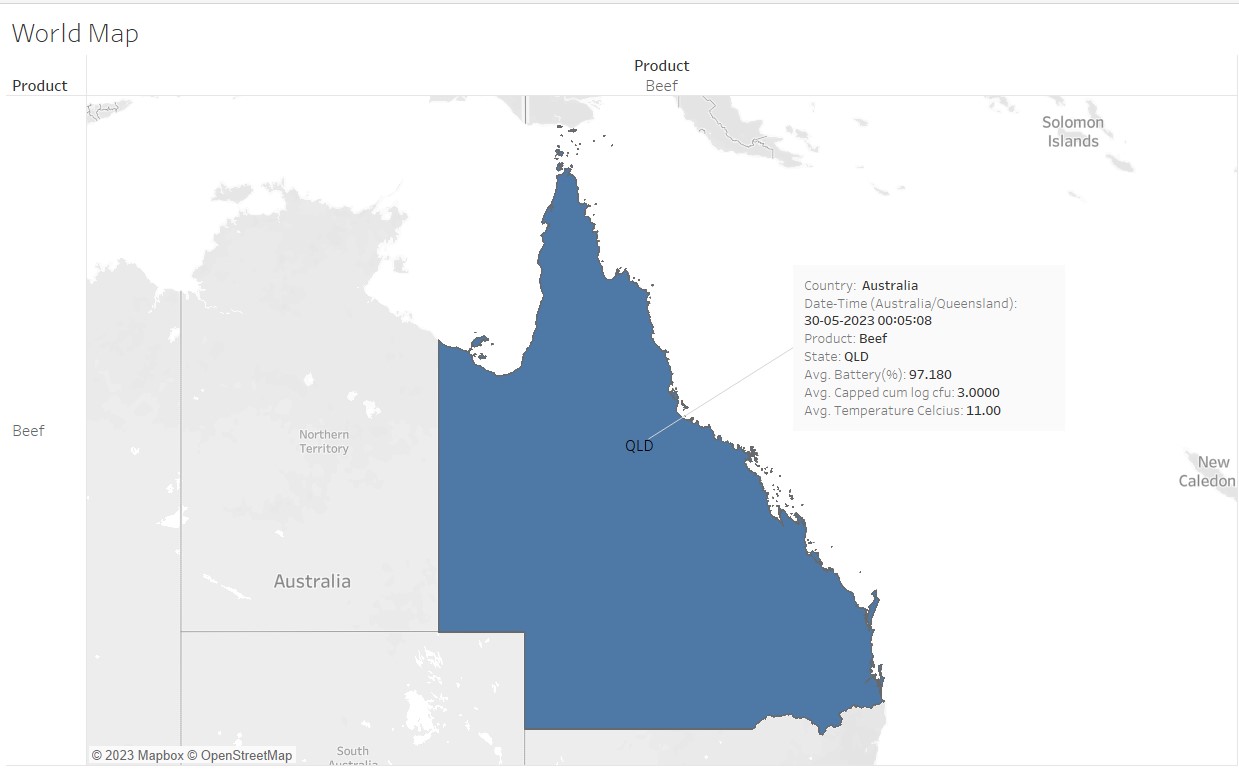 World Map
Product
Product
Beef
Solomon
Islands
Country: Australia
Date-Time (Australia/Queensland):
30-05-2023 00:05:08
Product: Beef
State: QLD
Avg. Battery(%): 97.180
Avg. Capped cum log cfu: 3.0000
Avg. Temperature Celcius: 11.00
Beef
Northern
Territory
QLD
New
Caledon
Australia
South
Australia
© 2023 Mapbox © OpenStreetMap